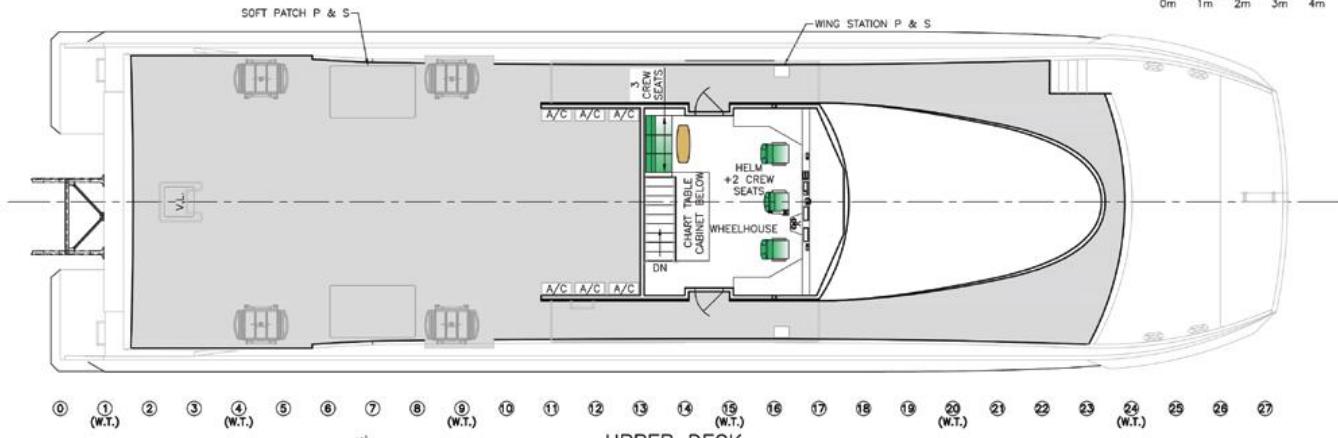 0m 1m 2m 3m 4m
SOFT PATCH P & S
WING STATION P & S
3
CREW
SEATS
A/C A/C A/C
HELM
+2 CREW
SEATS
V.L.
CHART TABLE
CABINET BELOW
WHEELHOUSE
DN
A/C A/C A/C
0 1 2 3 4 5 6 7 8 9 10 11 12 13 14 15 16 17 18 19 20 21 22 23 24 25 26 27
(W.T.) (W.T.) (W.T.) (W.T.) (W.T.) (W.T.)
UPPER DECK